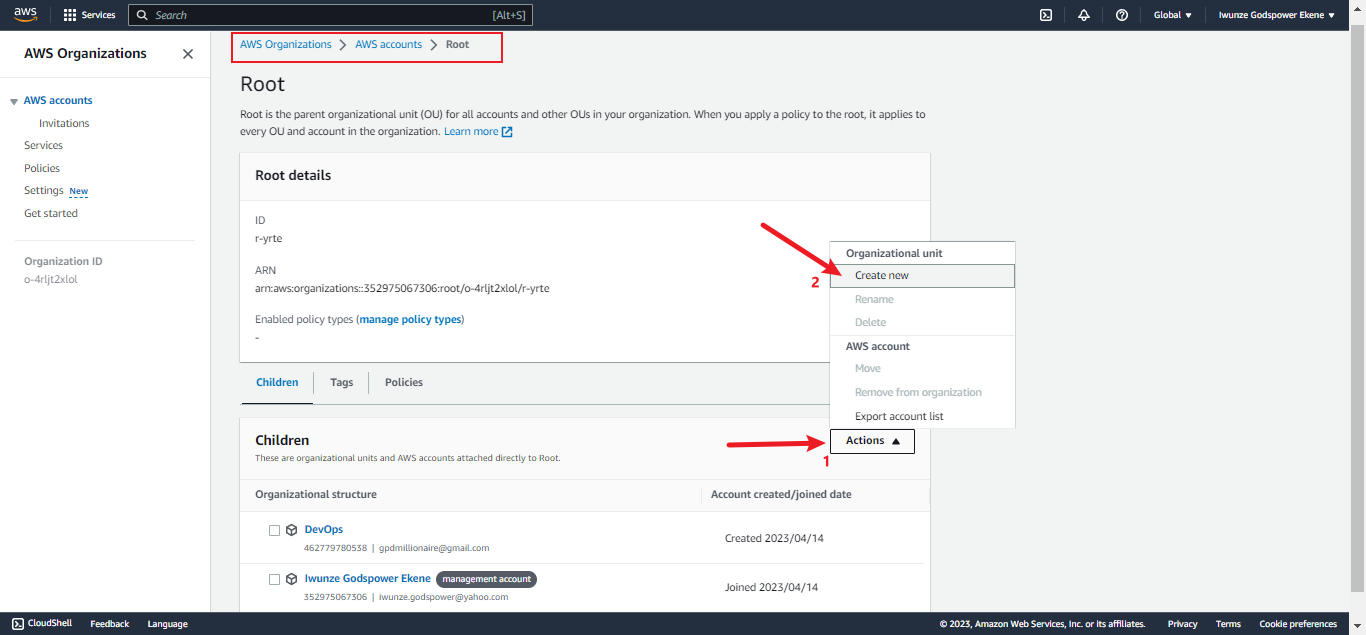 aws Services Search [Alt+S] Global ▼ Iwunze Godspower Ekene ▼
AWS Organizations
AWS accounts
Invitations
Services
Policies
Settings New
Get started
Organization ID
o-4rljt2xlol
AWS Organizations > AWS accounts > Root
Root
Root is the parent organizational unit (OU) for all accounts and other OUs in your organization. When you apply a policy to the root, it applies to
every OU and account in the organization. Learn more
Root details
ID
r-yrte
ARN
arn:aws:organizations::352975067306:root/o-4rljt2xlol/r-yrte
Enabled policy types (manage policy types)
-
Organizational unit
Create new
2
Rename
Delete
AWS account
Move
Remove from organization
Export account list
Children Tags Policies
Children
These are organizational units and AWS accounts attached directly to Root.
Actions ▲
1
Organizational structure Account created/joined date
DevOps
462779780538 | gpdmillionaire@gmail.com
Created 2023/04/14
Iwunze Godspower Ekene management account
352975067306 | iwunze.godspower@yahoo.com
Joined 2023/04/14
CloudShell Feedback Language © 2023, Amazon Web Services, Inc. or its affiliates. Privacy Terms Cookie preferences